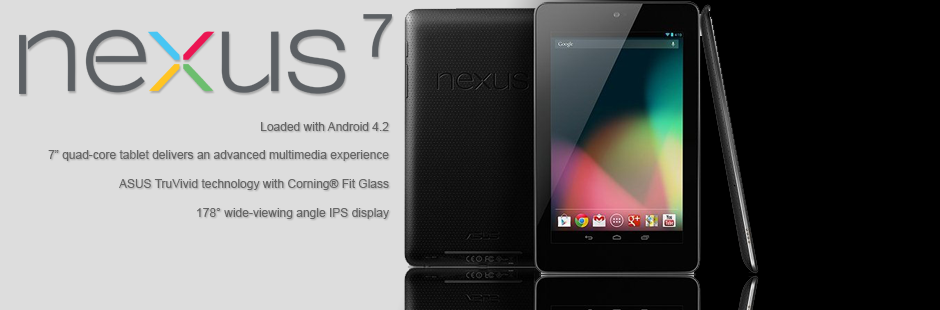 nexus 7
Loaded with Android 4.2
7" quad-core tablet delivers an advanced multimedia experience
ASUS TruVivid technology with Corning® Fit Glass
178° wide-viewing angle IPS display
nexus
ASUS
Google